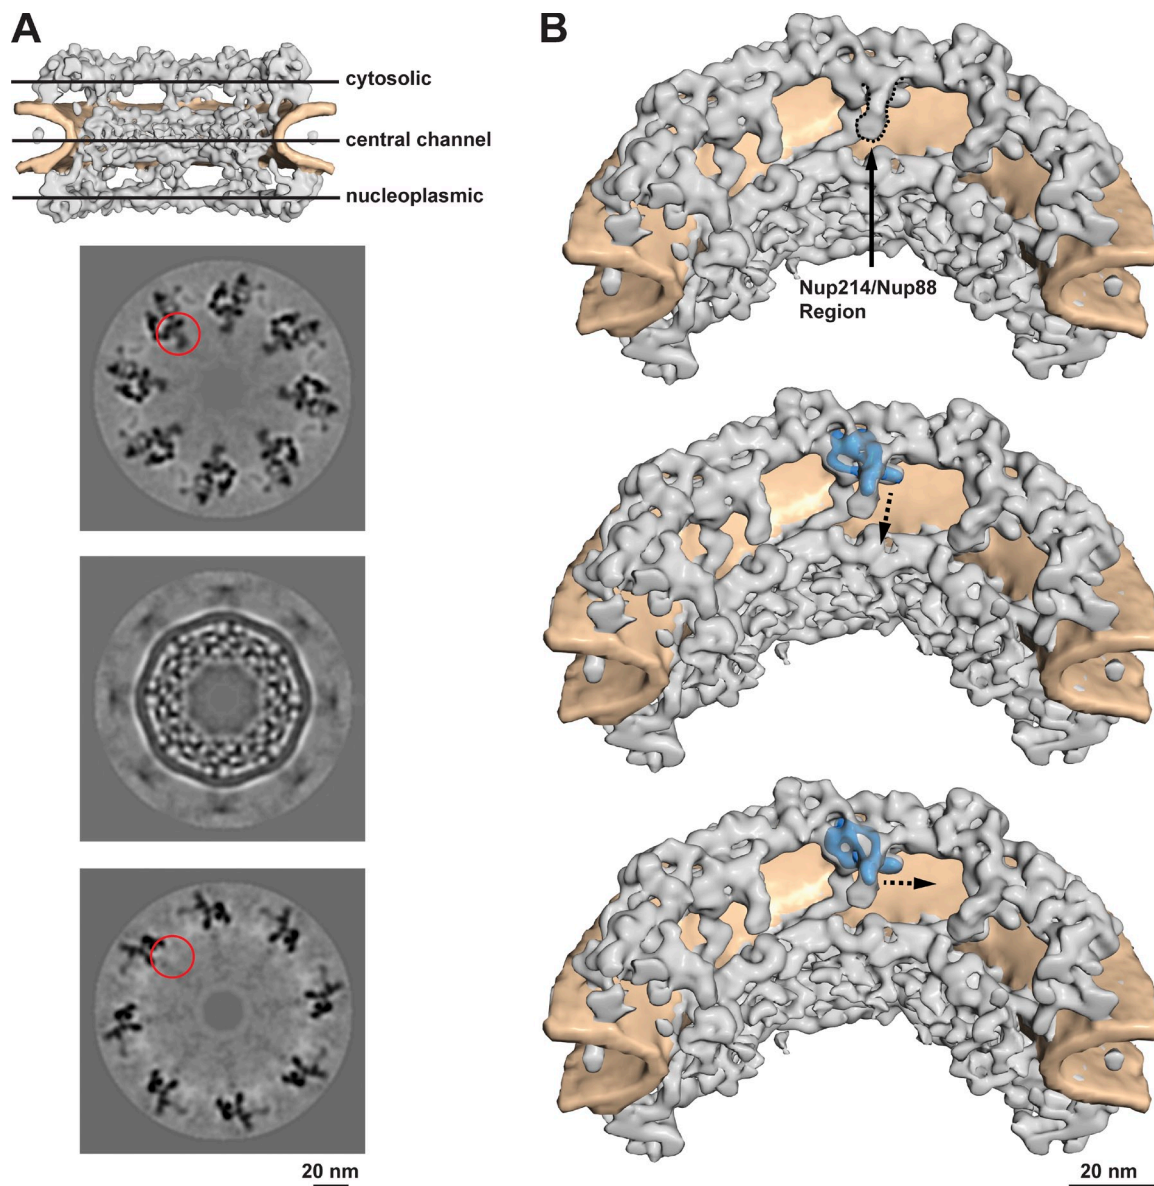 A
cytosolic
central channel
nucleoplasmic
20 nm
B
Nup214/Nup88
Region
20 nm